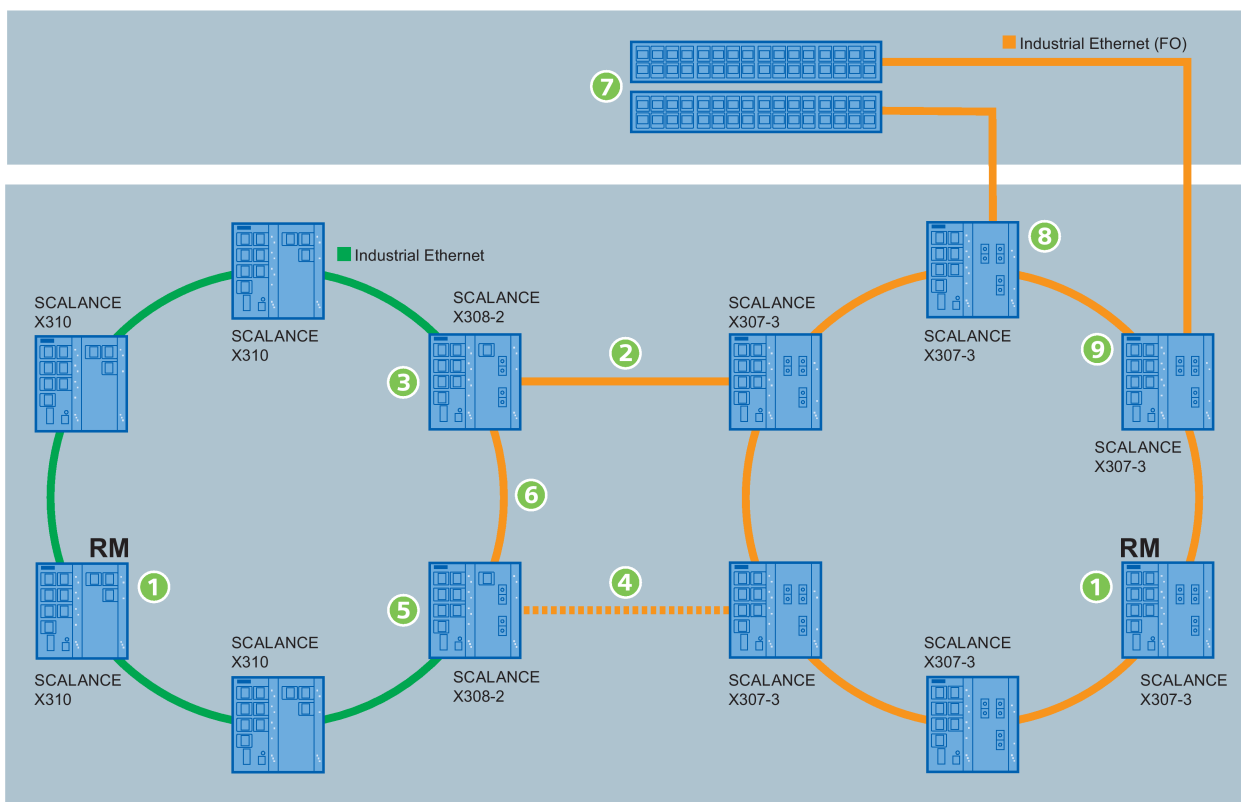 Industrial Ethernet (FO)
7
8
Industrial Ethernet
SCALANCE
X310
SCALANCE
X310
SCALANCE
X308-2
2
3
SCALANCE
X307-3
SCALANCE
X307-3
9
SCALANCE
X307-3
6
RM
1
SCALANCE
X310
SCALANCE
X310
5
SCALANCE
X308-2
4
SCALANCE
X307-3
SCALANCE
X307-3
RM
1
SCALANCE
X307-3